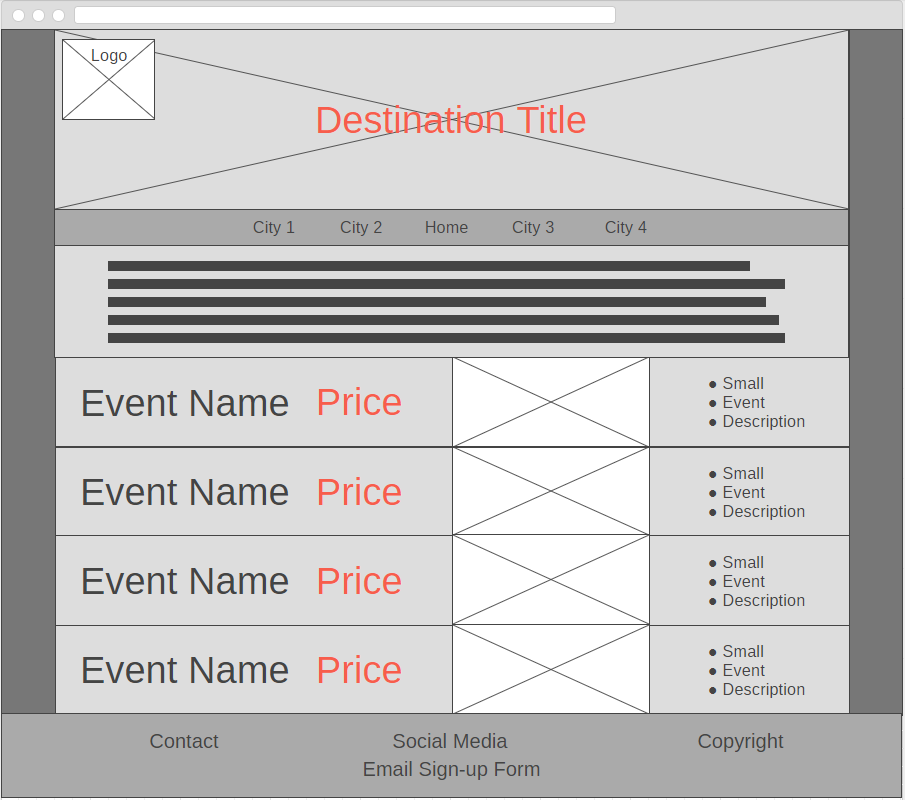 Logo
Destination Title
City 1 City 2 Home City 3 City 4
Event Name Price
● Small
● Event
● Description
Event Name Price
● Small
● Event
● Description
Event Name Price
● Small
● Event
● Description
Event Name Price
● Small
● Event
● Description
Contact Social Media Copyright
Email Sign-up Form